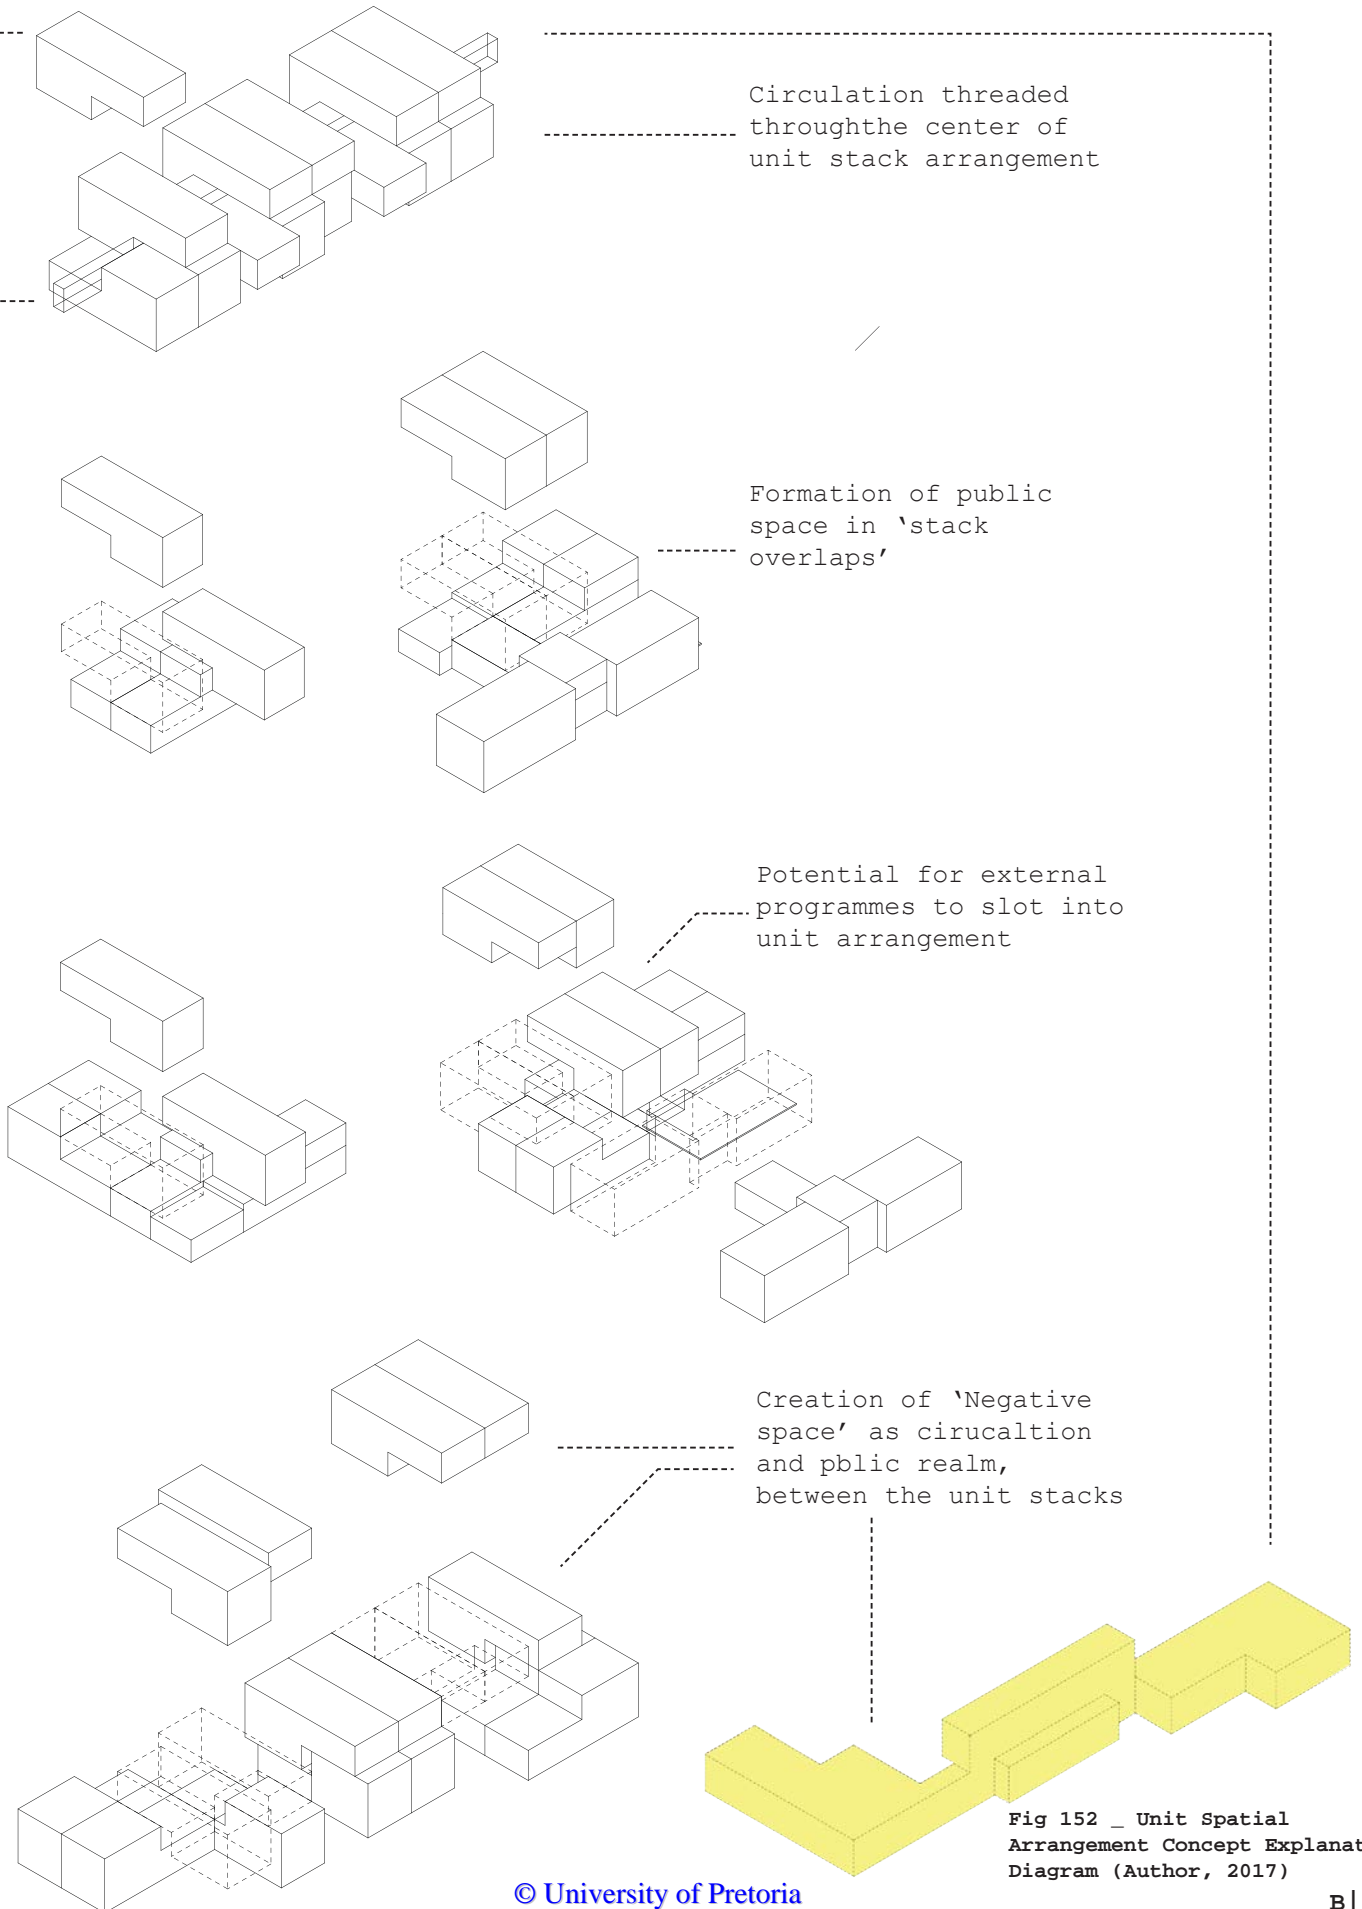 Circulation threaded
throughthe center of
unit stack arrangement
Formation of public
space in ‘stack
overlaps’
Potential for external
programmes to slot into
unit arrangement
Creation of ‘Negative
space’ as cirucaltion
and pblic realm,
between the unit stacks
Fig 152 _ Unit Spatial
Arrangement Concept Explanat
Diagram (Author, 2017)
© University of Pretoria
B|